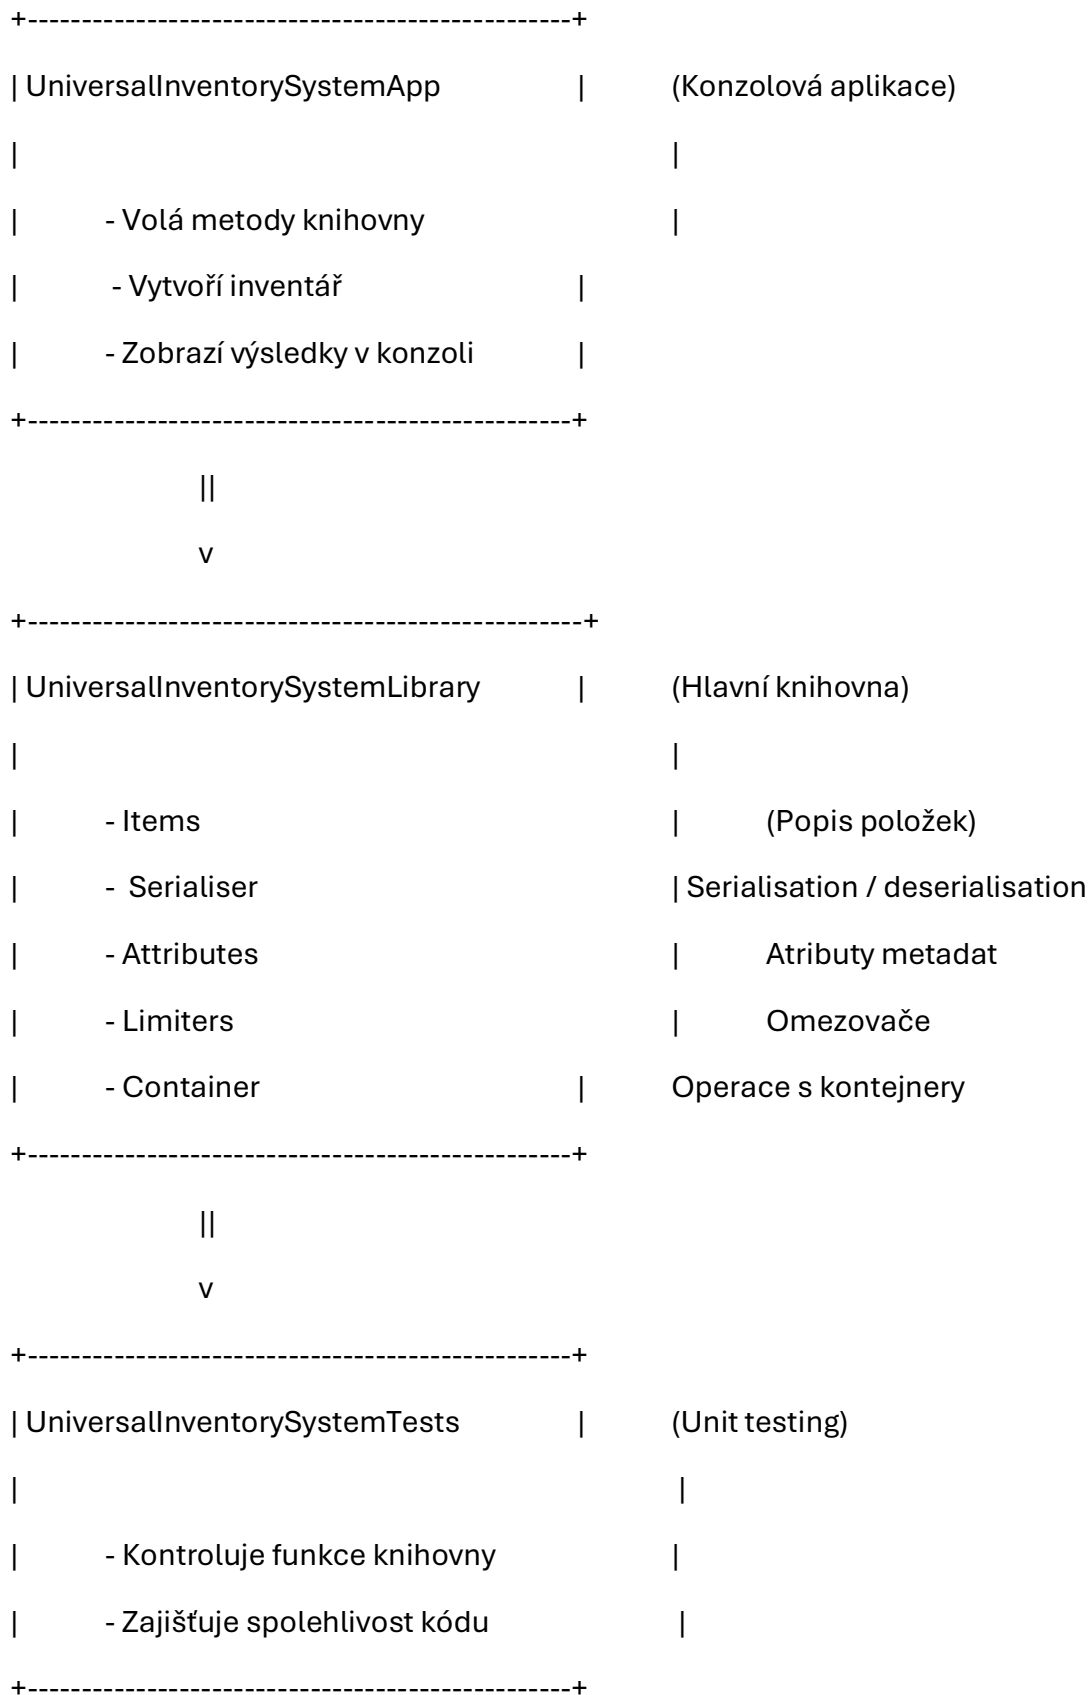 +--------------------------------------------------+
| UniversalInventorySystemApp | (Konzolová aplikace)
| |
| - Volá metody knihovny |
| - Vytvoří inventář |
| - Zobrazí výsledky v konzoli |
+--------------------------------------------------+
||
v
+---------------------------------------------------+
| UniversalInventorySystemLibrary | (Hlavní knihovna)
| |
| - Items | (Popis položek)
| - Serialiser | Serialisation / deserialisation
| - Attributes | Atributy metadat
| - Limiters | Omezovače
| - Container | Operace s kontejnery
+--------------------------------------------------+
||
v
+--------------------------------------------------+
| UniversalInventorySystemTests | (Unit testing)
| |
| - Kontroluje funkce knihovny |
| - Zajišťuje spolehlivost kódu |
+--------------------------------------------------+